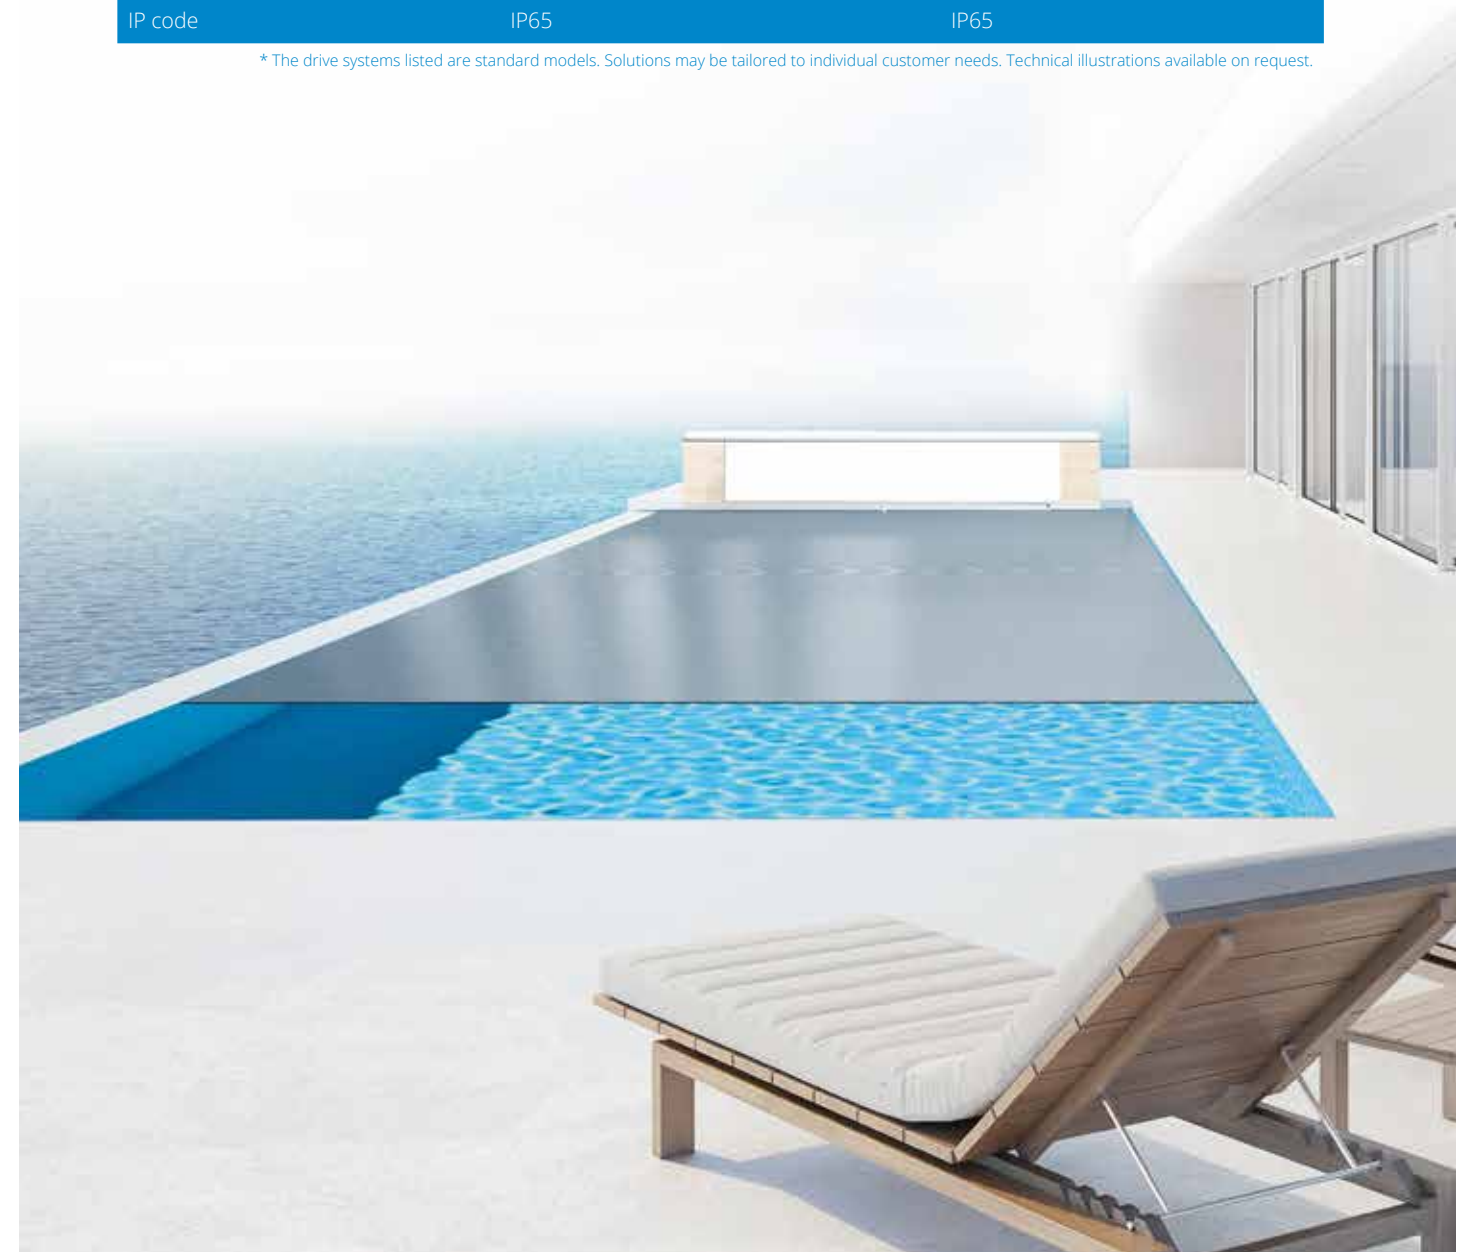 IP code IP65 IP65
* The drive systems listed are standard models. Solutions may be tailored to individual customer needs. Technical illustrations available on request.